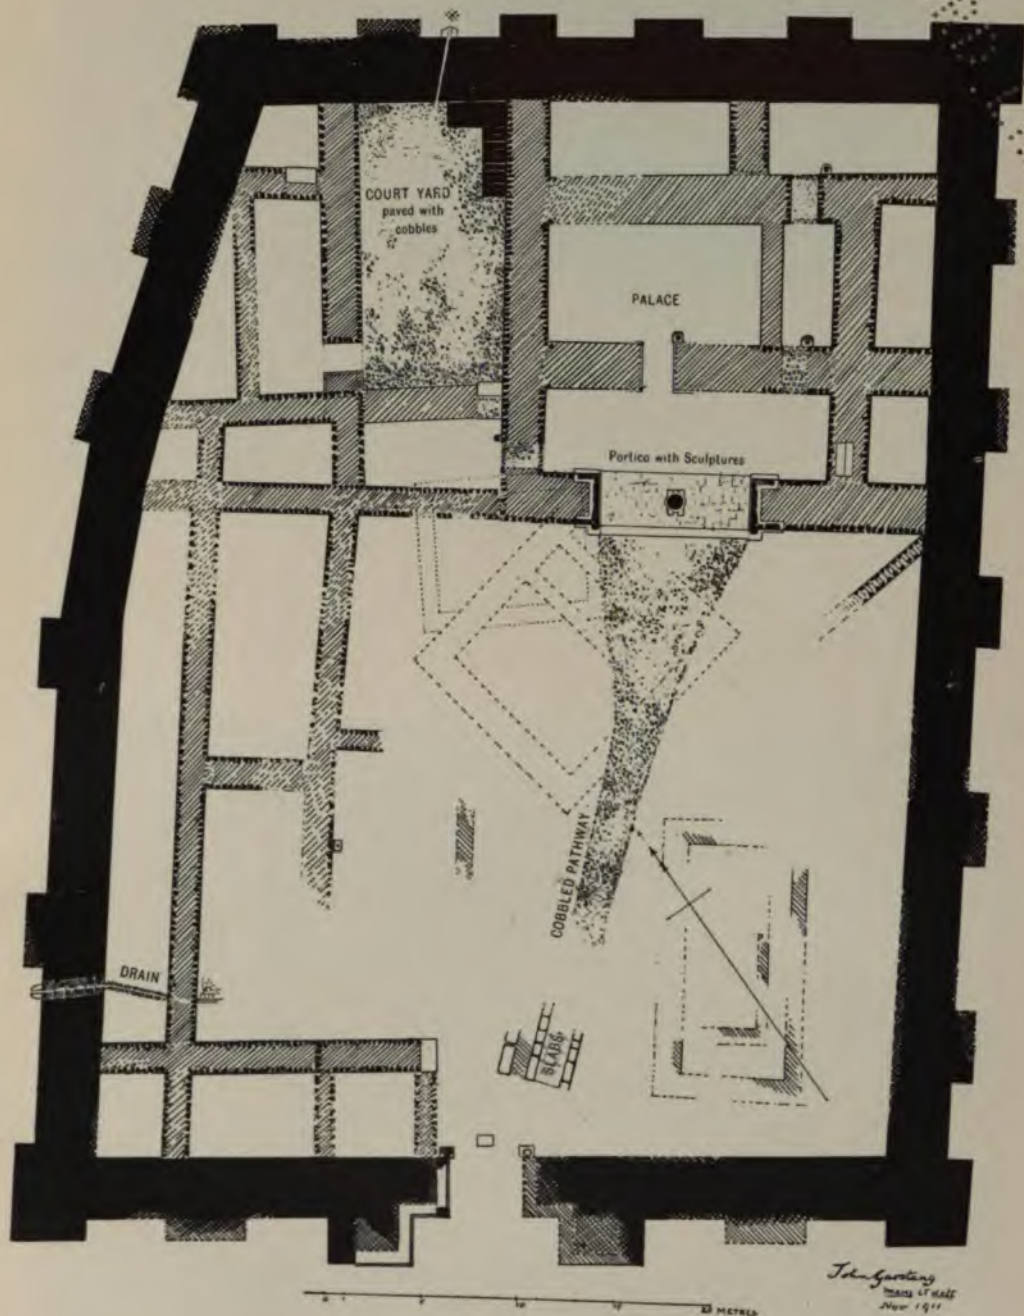 COURT YARD
paved with
cobbles
PALACE
Portico with Sculptures
COBBLED PATHWAY
DRAIN
SLABS
John Garstang
Nov 1911
METRES